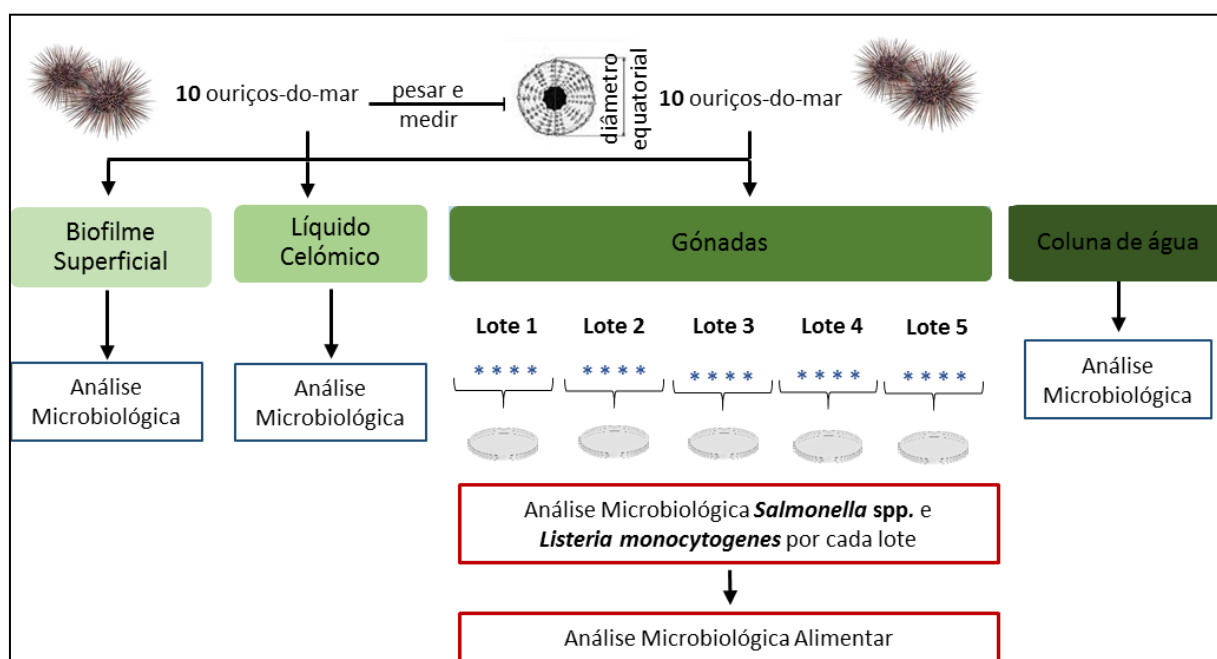 10 ouriços-do-mar
pesar e
medir
diâmetro
equatorial
10 ouriços-do-mar
Biofilme
Superficial
Líquido
Celómico
Gónadas
Coluna de água
Análise
Microbiológica
Análise
Microbiológica
Lote 1 Lote 2 Lote 3 Lote 4 Lote 5
* * * * * * * * * * * * * * * * * * * *
Análise
Microbiológica
Análise Microbiológica Salmonella spp. e
Listeria monocytogenes por cada lote
Análise Microbiológica Alimentar